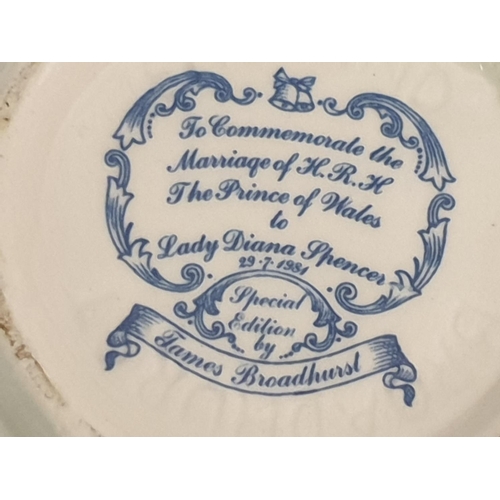 To Commemorate the
Marriage of H.R.H
The Prince of Wales
to
Lady Diana Spencer
29·7·1981
Special
Edition
by
James Broadhurst